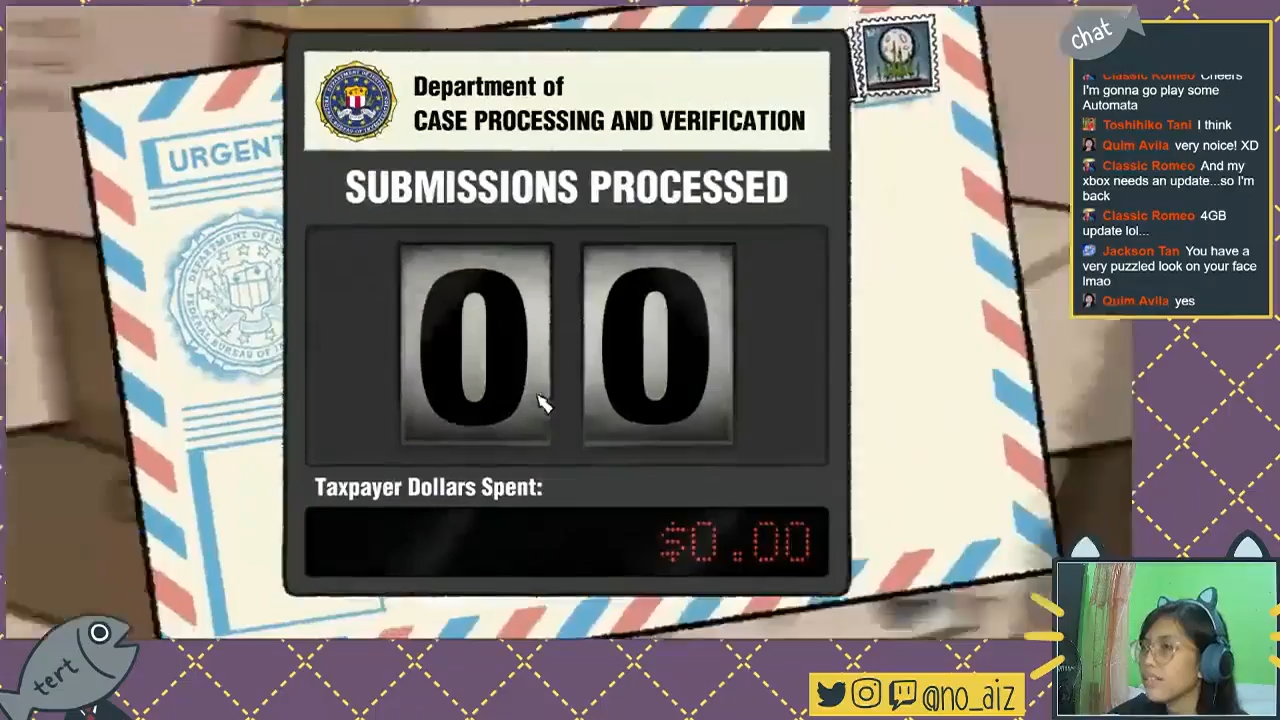 Department of
CASE PROCESSING AND VERIFICATION
SUBMISSIONS PROCESSED
0 0
Taxpayer Dollars Spent:
$0.00
URGENT
chat
Classic Romeo Cheers
I'm gonna go play some
Automata
Toshihiko Tani I think
Quim Avila very noice! XD
Classic Romeo And my
xbox needs an update...so I'm
back
Classic Romeo 4GB
update lol...
Jackson Tan You have a
very puzzled look on your face
lmao
Quim Avila yes
tert
@no_aiz